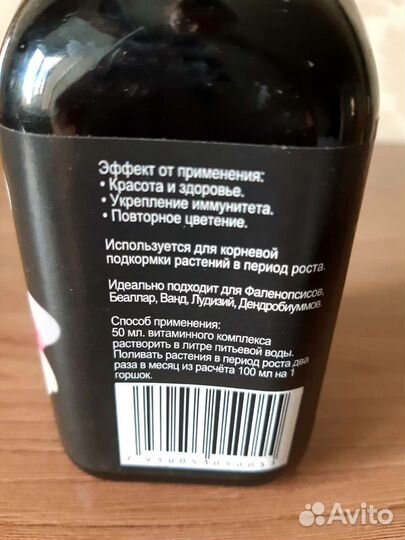 Эффект от применения:
• Красота и здоровье.
• Укрепление иммунитета.
• Повторное цветение.
Используется для корневой
подкормки растений в период роста.
Идеально подходит для Фаленопсисов,
Беаллар, Ванд, Лудизий, Дендробиуммов.
Способ применения:
50 мл. витаминного комплекса
растворить в литре питьевой воды.
Поливать растения в период роста два
раза в месяц из расчёта 100 мл на 1
горшок.
Avito